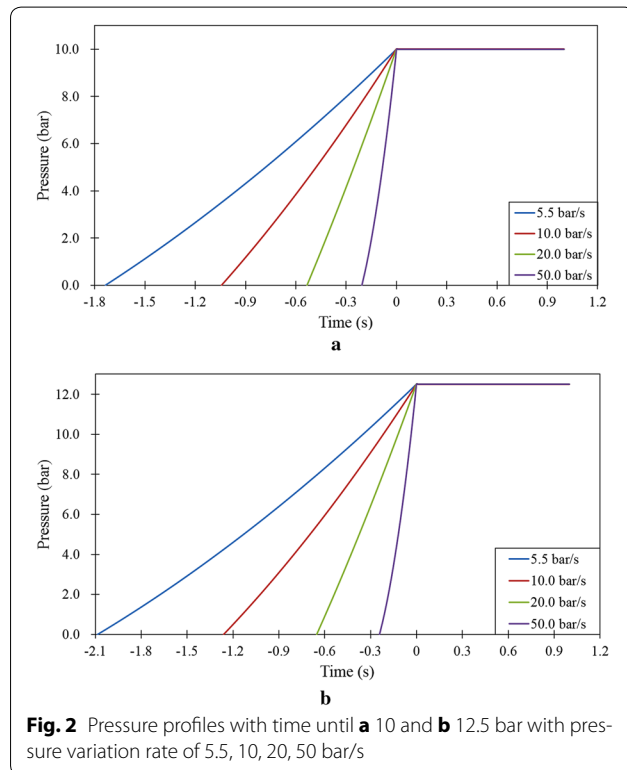 10.0
8.0
6.0
4.0
2.0
0.0
Pressure (bar)
5.5 bar/s
10.0 bar/s
20.0 bar/s
50.0 bar/s
-1.8 -1.5 -1.2 -0.9 -0.6 -0.3 0 0.3 0.6 0.9 1.2
Time (s)
a
12.0
10.0
8.0
6.0
4.0
2.0
0.0
Pressure (bar)
5.5 bar/s
10.0 bar/s
20.0 bar/s
50.0 bar/s
-2.1 -1.8 -1.5 -1.2 -0.9 -0.6 -0.3 0 0.3 0.6 0.9 1.2
Time (s)
b
Fig. 2 Pressure profiles with time until a 10 and b 12.5 bar with pres-
sure variation rate of 5.5, 10, 20, 50 bar/s